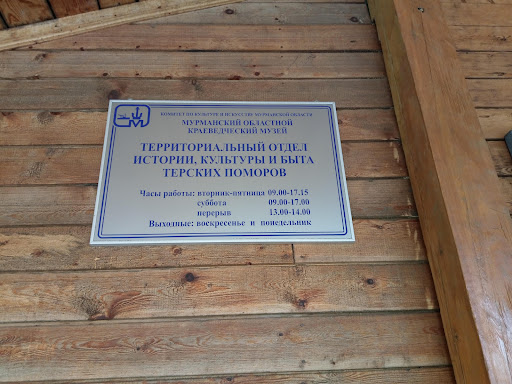 КОМИТЕТ ПО КУЛЬТУРЕ И ИСКУССТВУ МУРМАНСКОЙ ОБЛАСТИ
МУРМАНСКИЙ ОБЛАСТНОЙ
КРАЕВЕДЧЕСКИЙ МУЗЕЙ
ТЕРРИТОРИАЛЬНЫЙ ОТДЕЛ
ИСТОРИИ, КУЛЬТУРЫ И БЫТА
ТЕРСКИХ ПОМОРОВ
Часы работы: вторник-пятница 09.00-17.15
суббота 09.00-17.00
перерыв 13.00-14.00
Выходные: воскресенье и понедельник